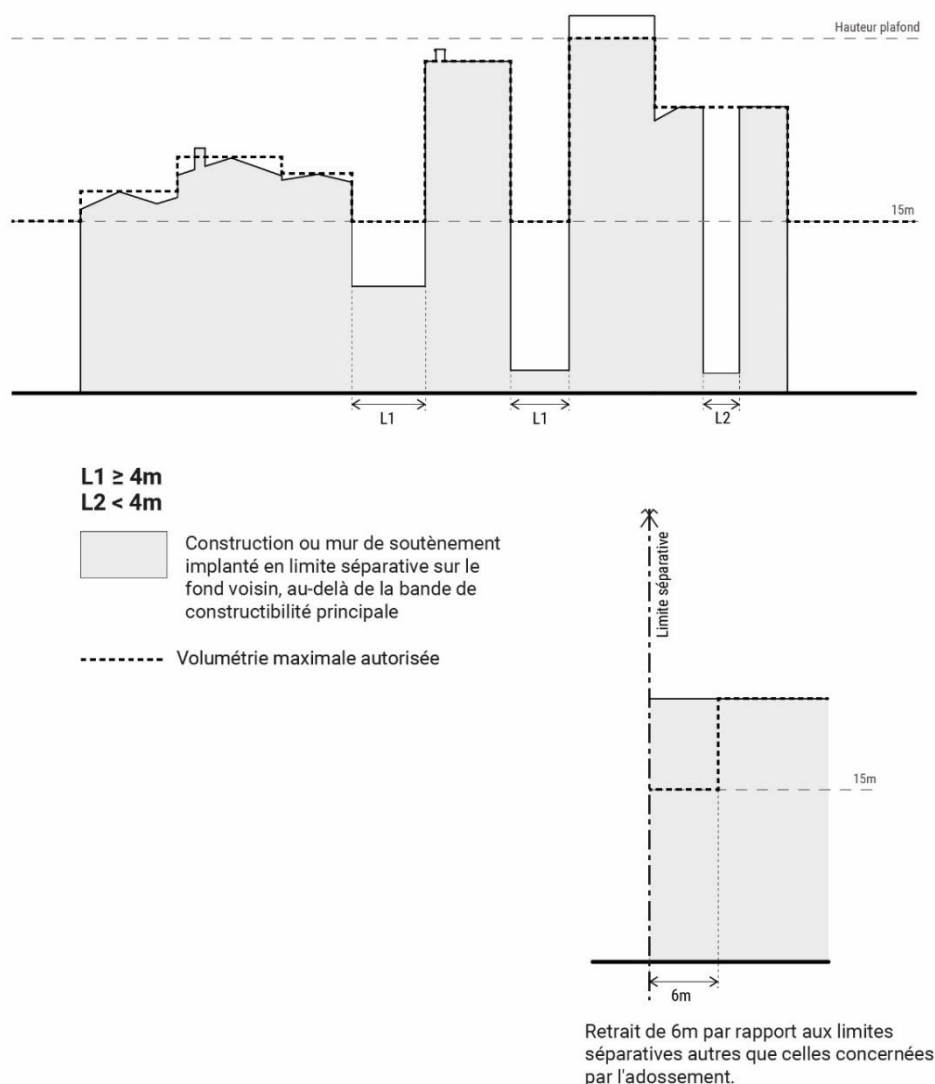 Hauteur plafond
15m
L1
L1
L2
L1 ≥ 4m
L2 < 4m
Construction ou mur de soutènement
implanté en limite séparative sur le
fond voisin, au-delà de la bande de
constructibilité principale
Volumétrie maximale autorisée
Limite séparative
15m
6m
Retrait de 6m par rapport aux limites
séparatives autres que celles concernées
par l'adossement.